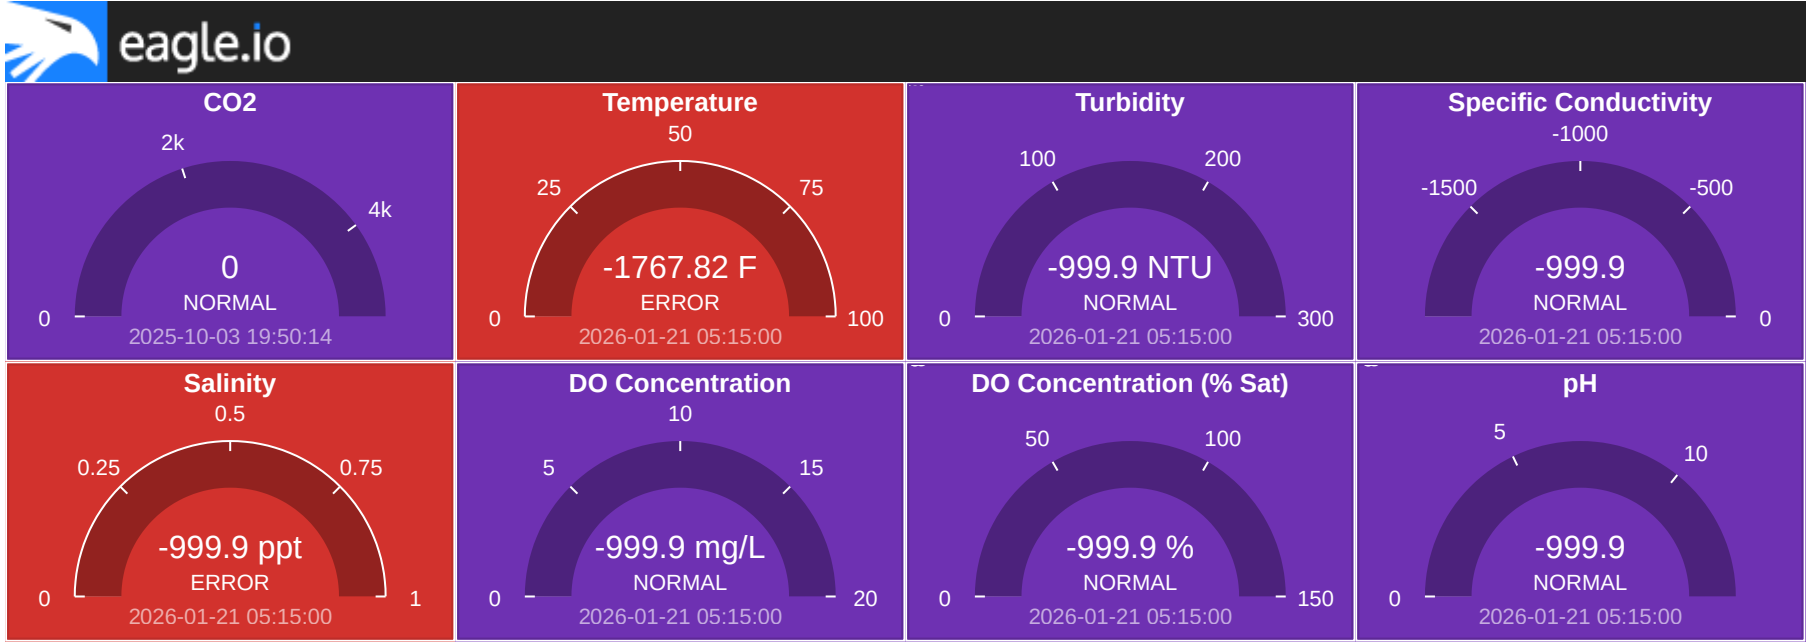 eagle.io
CO2
2k
4k
0
0
NORMAL
2025-10-03 19:50:14
Temperature
50
25
75
-1767.82 F
ERROR
0
100
2026-01-21 05:15:00
Turbidity
100
200
-999.9 NTU
NORMAL
0
300
2026-01-21 05:15:00
Specific Conductivity
-1000
-1500
-500
-999.9
NORMAL
0
2026-01-21 05:15:00
Salinity
0.5
0.25
0.75
-999.9 ppt
ERROR
0
1
2026-01-21 05:15:00
DO Concentration
10
5
15
-999.9 mg/L
NORMAL
0
20
2026-01-21 05:15:00
DO Concentration (% Sat)
50
100
-999.9 %
NORMAL
0
150
2026-01-21 05:15:00
pH
5
10
-999.9
NORMAL
0
2026-01-21 05:15:00